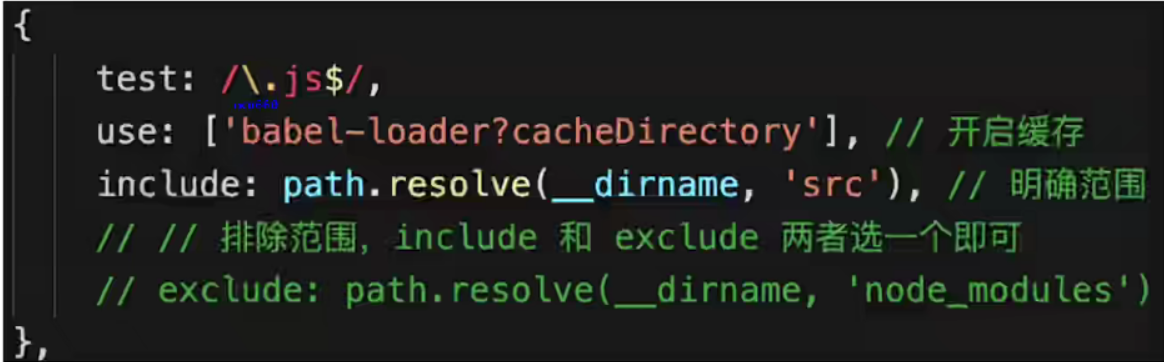 {
test: /\.js$/,
use: ['babel-loader?cacheDirectory'], // 开启缓存
include: path.resolve(__dirname, 'src'), // 明确范围
// // 排除范围，include 和 exclude 两者选一个即可
// exclude: path.resolve(__dirname, 'node_modules')
},